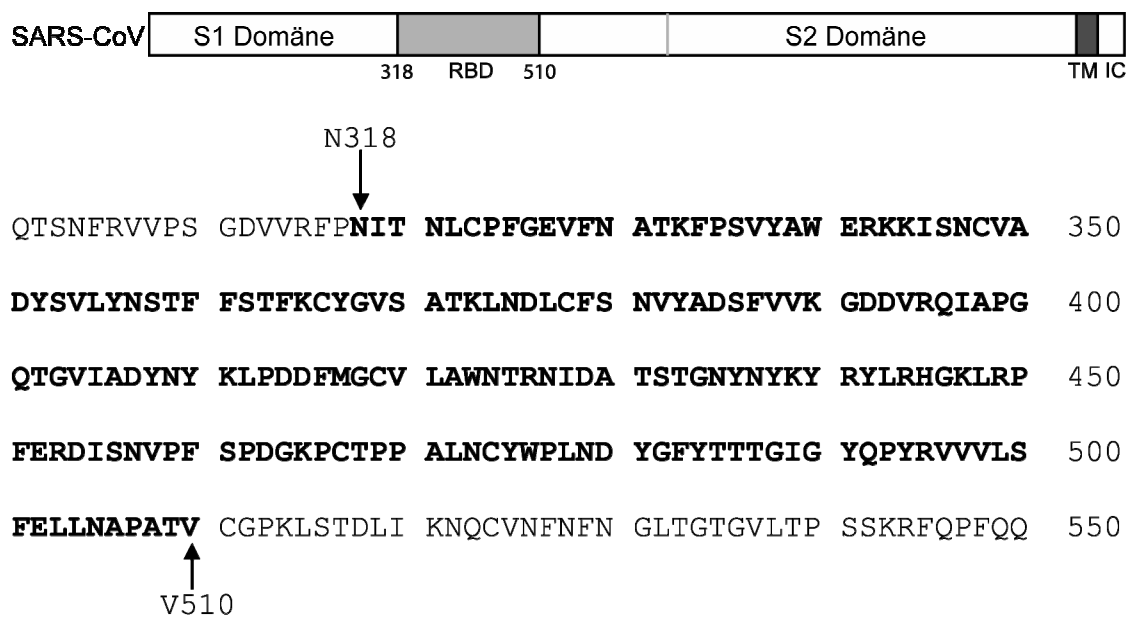 SARS-CoV S1 Domäne S2 Domäne
318 RBD 510 TM IC
N318
QTSNFRVVPS GDVVRFPNIT NLCPFGEVFN ATKFPSVYAW ERKKISNCVA 350
DYSVLYNSTF FSTFKCYGVS ATKLNDLCFS NVYADSFVVK GDDVRQIAPG 400
QTGVIADYNY KLPDDFMGCV LAWNTRNIDA TSTGNYNYKY RYLRHGKLRP 450
FERDISNVPF SPDGKPCTPP ALNCYWPLND YGFYTTTGIG YQPYRVVVLS 500
FELLNAPATV CGPKLSTDLI KNQCVNFNFN GLTGTGVLTP SSKRFQPFQQ 550
V510